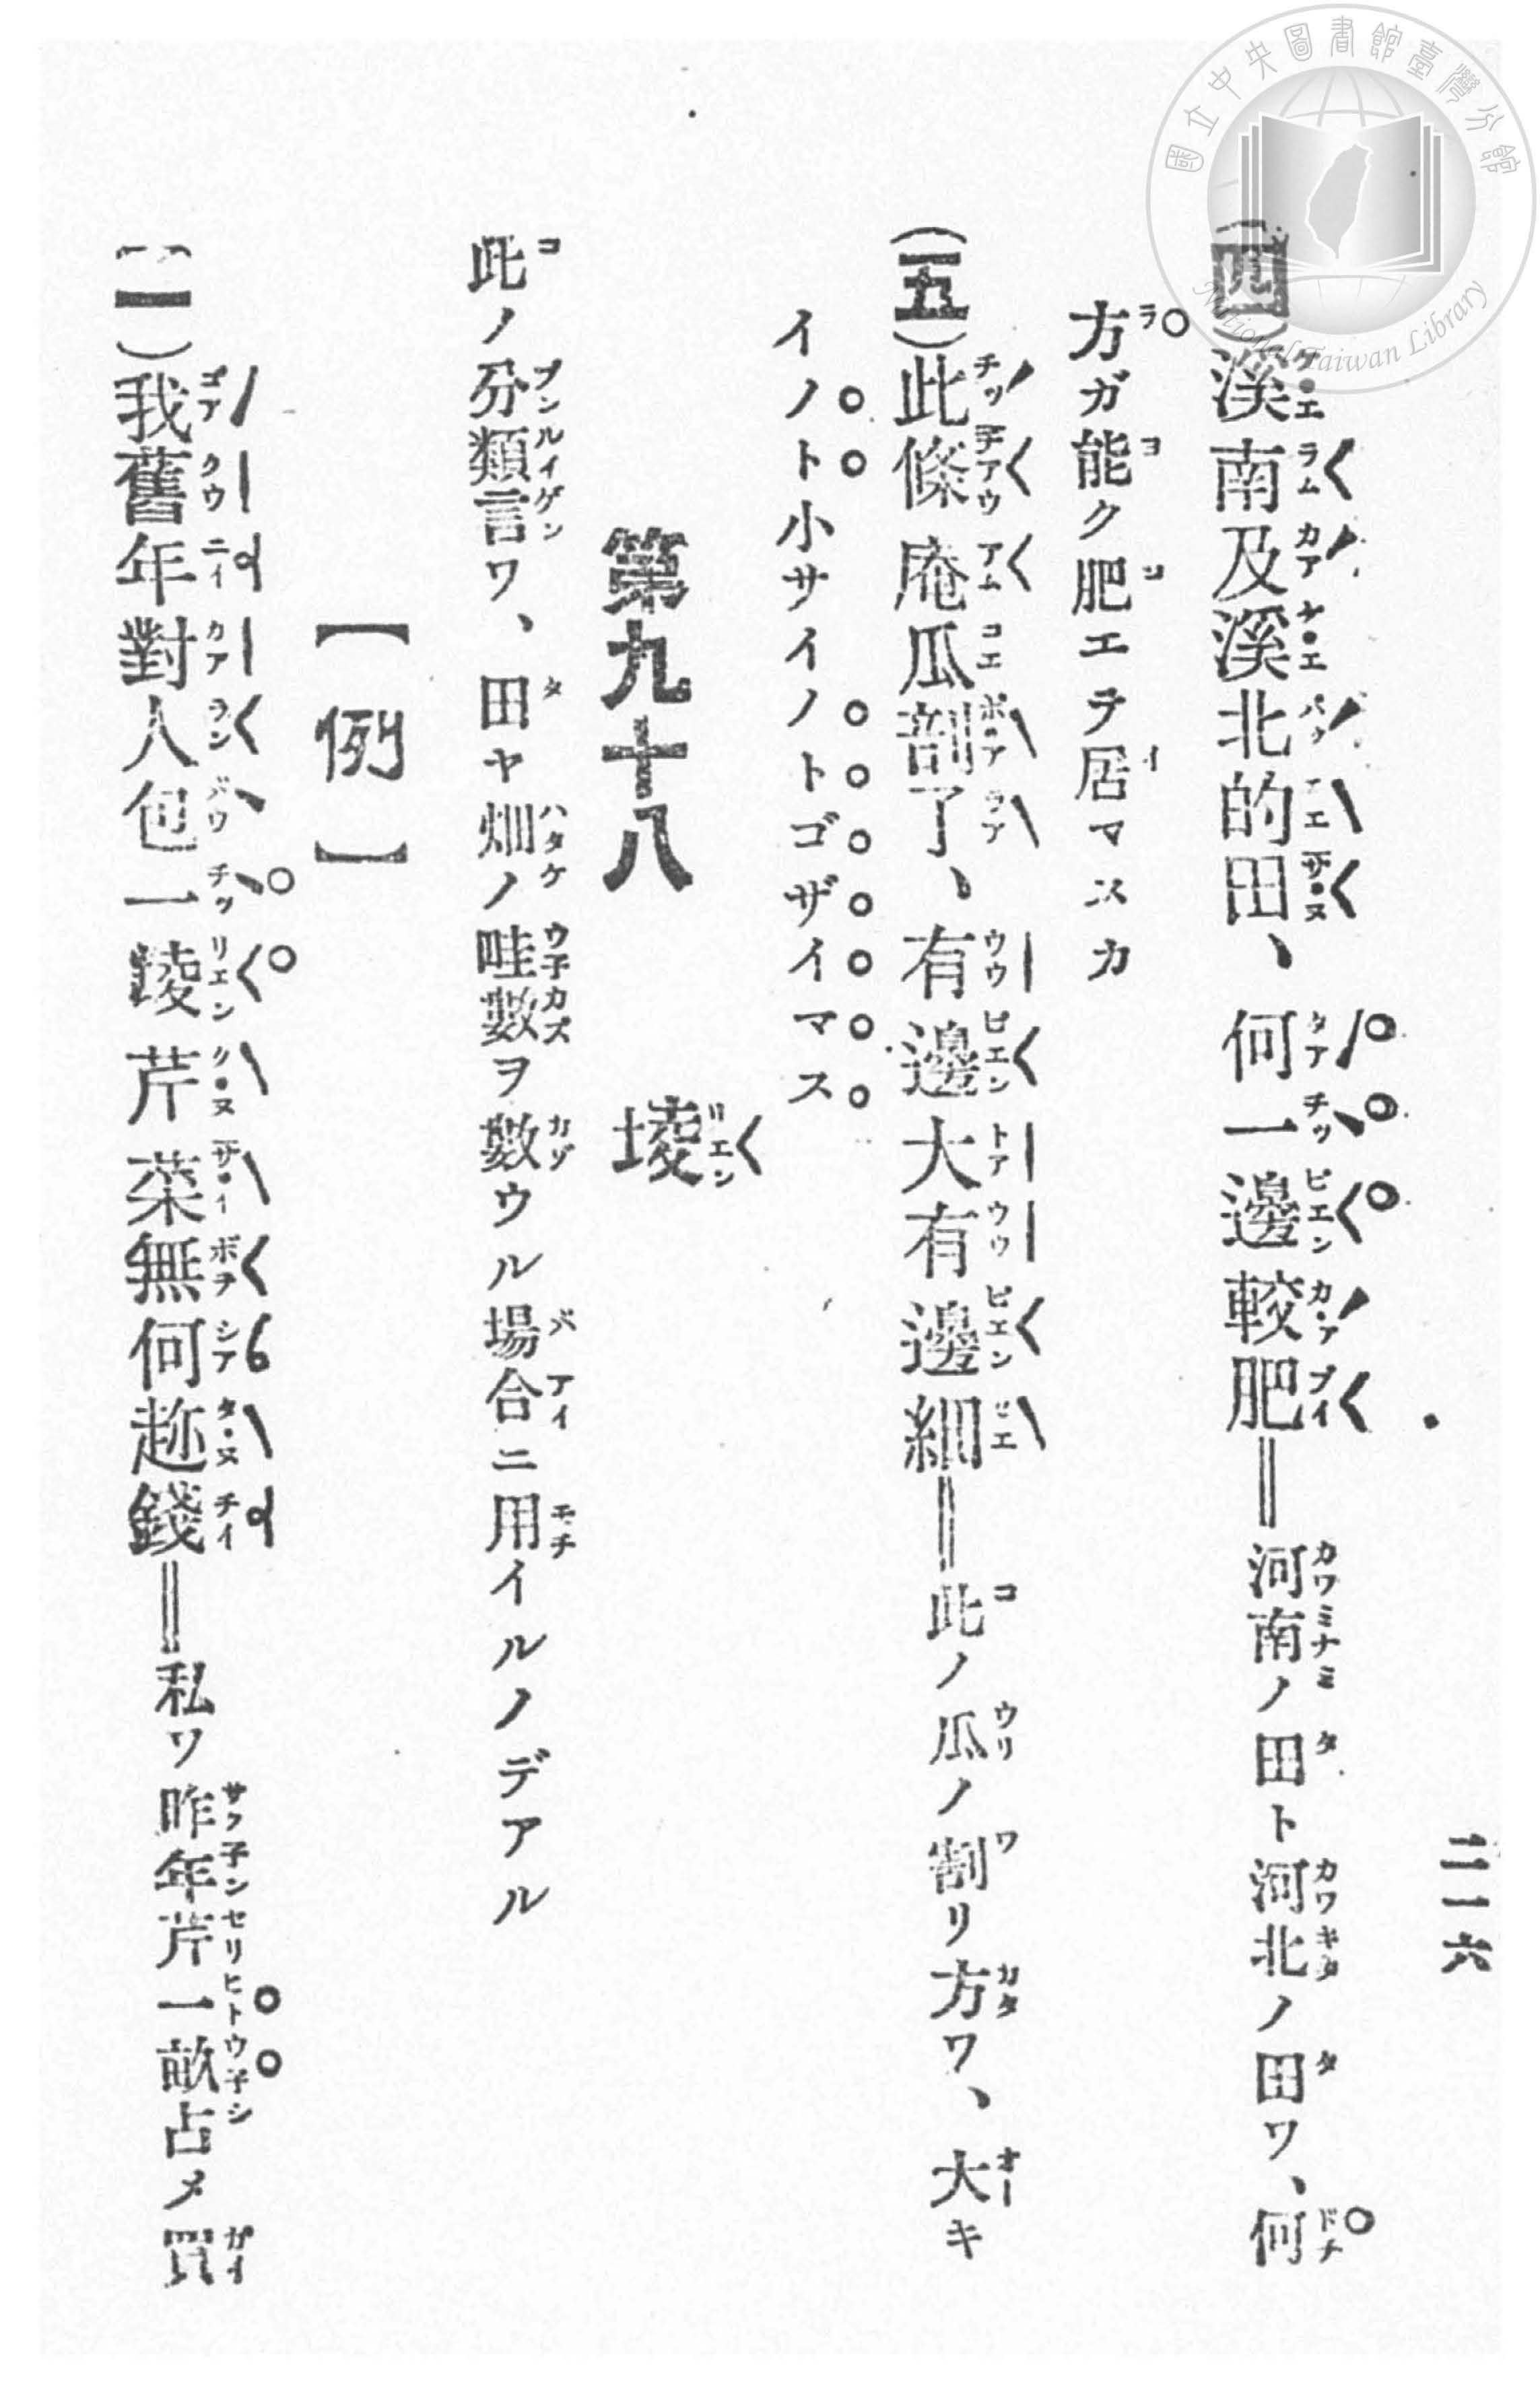 國立中央圖書館臺灣分館
National Taiwan Library
二一六
(四)溪南及溪北的田、何一邊較肥＝河南ノ田ト河北ノ田ワ、何
方ガ能ク肥エテ居マスカ
(五)此條庵瓜剖了、有邊大有邊細＝此ノ瓜ノ割リ方ワ、大キ
イノト小サイノトゴザイマス
第九十八 堎
此ノ分類言ワ、田ヤ畑ノ畦數ヲ數ウル場合ニ用イルノデアル
【例】
(一)我舊年對人包一堎芹菜無何趂錢＝私ワ昨年芹一畝占メ買